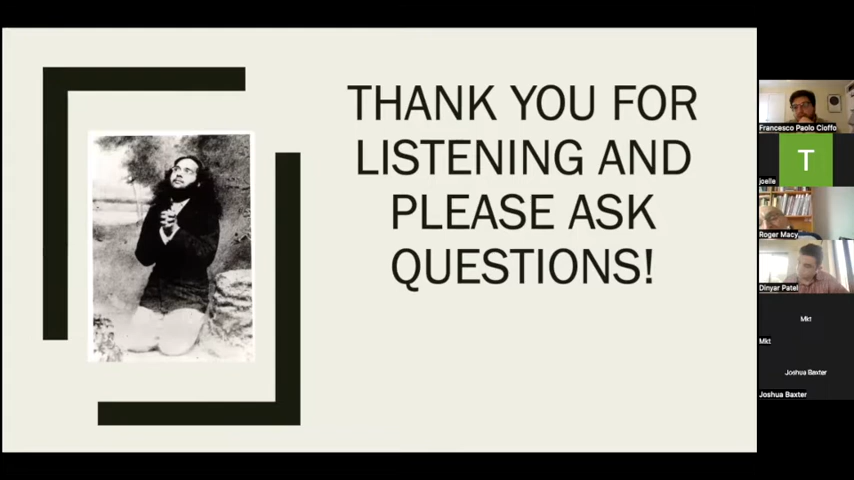 THANK YOU FOR
LISTENING AND
PLEASE ASK
QUESTIONS!
Francesco Paolo Cioffo
T
joelle
Roger Macy
Dinyar Patel
Mkt
Mkt
Joshua Baxter
Joshua Baxter